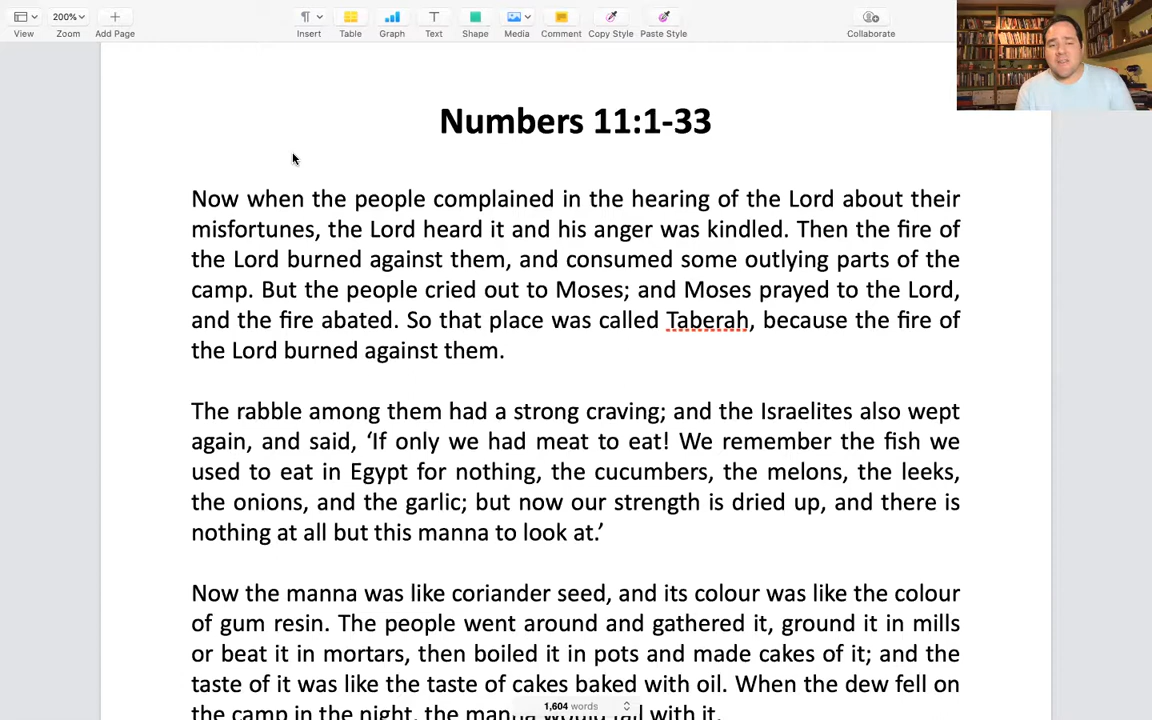 200%
View
Zoom
Add Page
Insert
Table
Graph
Text
Shape
Media
Comment
Copy Style
Paste Style
Collaborate
Numbers 11:1-33
Now when the people complained in the hearing of the Lord about their
misfortunes, the Lord heard it and his anger was kindled. Then the fire of
the Lord burned against them, and consumed some outlying parts of the
camp. But the people cried out to Moses; and Moses prayed to the Lord,
and the fire abated. So that place was called Taberah, because the fire of
the Lord burned against them.
The rabble among them had a strong craving; and the Israelites also wept
again, and said, ‘If only we had meat to eat! We remember the fish we
used to eat in Egypt for nothing, the cucumbers, the melons, the leeks,
the onions, and the garlic; but now our strength is dried up, and there is
nothing at all but this manna to look at.’
Now the manna was like coriander seed, and its colour was like the colour
of gum resin. The people went around and gathered it, ground it in mills
or beat it in mortars, then boiled it in pots and made cakes of it; and the
taste of it was like the taste of cakes baked with oil. When the dew fell on
the camp in the night, the manna would fall with it.
1,604 words